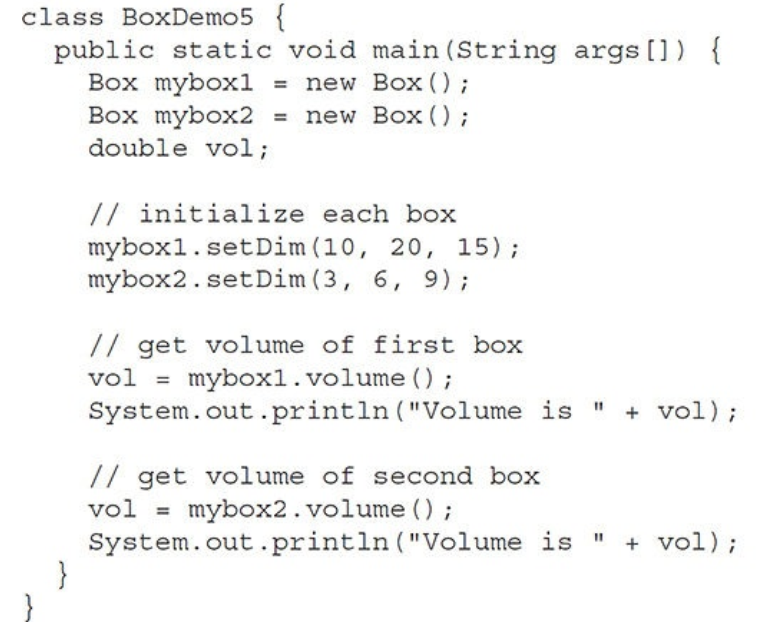 class BoxDemo5 {
  public static void main(String args[]) {
    Box mybox1 = new Box();
    Box mybox2 = new Box();
    double vol;

    // initialize each box
    mybox1.setDim(10, 20, 15);
    mybox2.setDim(3, 6, 9);

    // get volume of first box
    vol = mybox1.volume();
    System.out.println("Volume is " + vol);

    // get volume of second box
    vol = mybox2.volume();
    System.out.println("Volume is " + vol);
  }
}